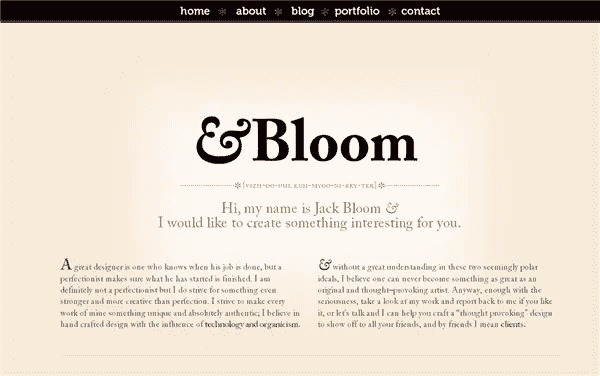 home * about * blog * portfolio * contact
&Bloom
*{VIZH-OO-UHL KUH-MYOO-NI-KEY-TER}*
Hi, my name is Jack Bloom &
I would like to create something interesting for you.
A great designer is one who knows when his job is done, but a
perfectionist makes sure what he has started is finished. I am
definitely not a perfectionist but I do strive for something even
stronger and more creative than perfection. I strive to make every
work of mine something unique and absolutely authentic; I believe in
hand crafted design with the influence of technology and organicism.
& without a great understanding in these two seemingly polar
ideals, I believe one can never become something as great as an
original and thought-provoking artist. Anyway, enough with the
seriousness, take a look at my work and report back to me if you like
it, or let's talk and I can help you craft a "thought provoking" design
to show off to all your friends, and by friends I mean clients.